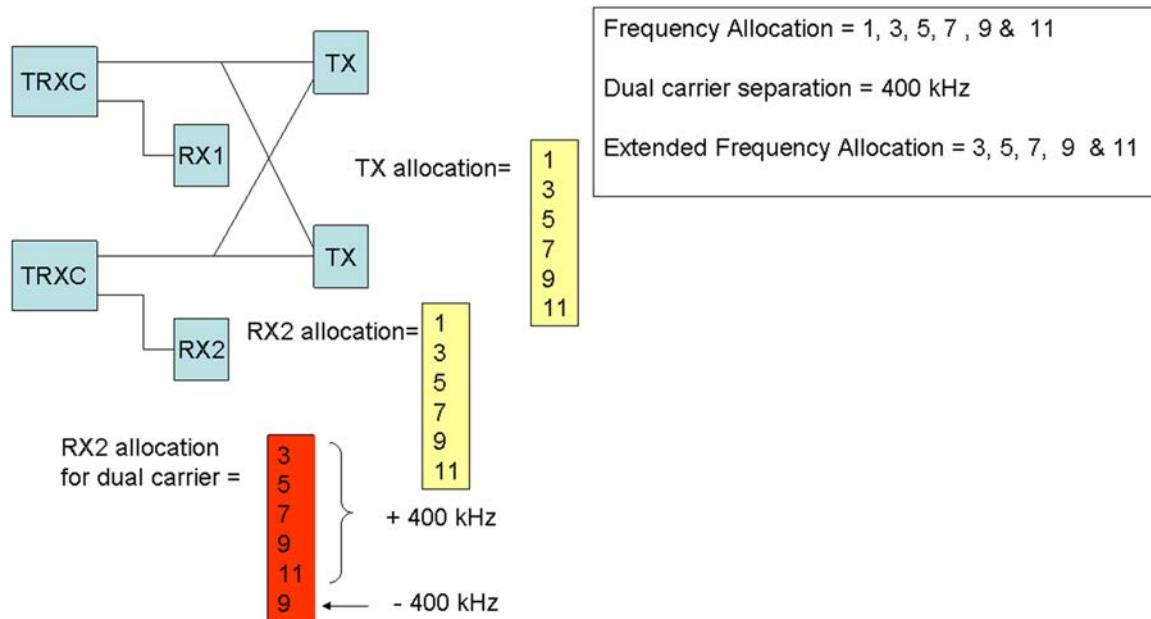 TRXC
TX
RX1
TRXC
TX
RX2
Frequency Allocation = 1, 3, 5, 7 , 9 & 11
Dual carrier separation = 400 kHz
Extended Frequency Allocation = 3, 5, 7, 9 & 11
TX allocation=
1
3
5
7
9
11
RX2 allocation=
1
3
5
7
9
11
RX2 allocation
for dual carrier =
3
5
7
9
11
9
+ 400 kHz
- 400 kHz